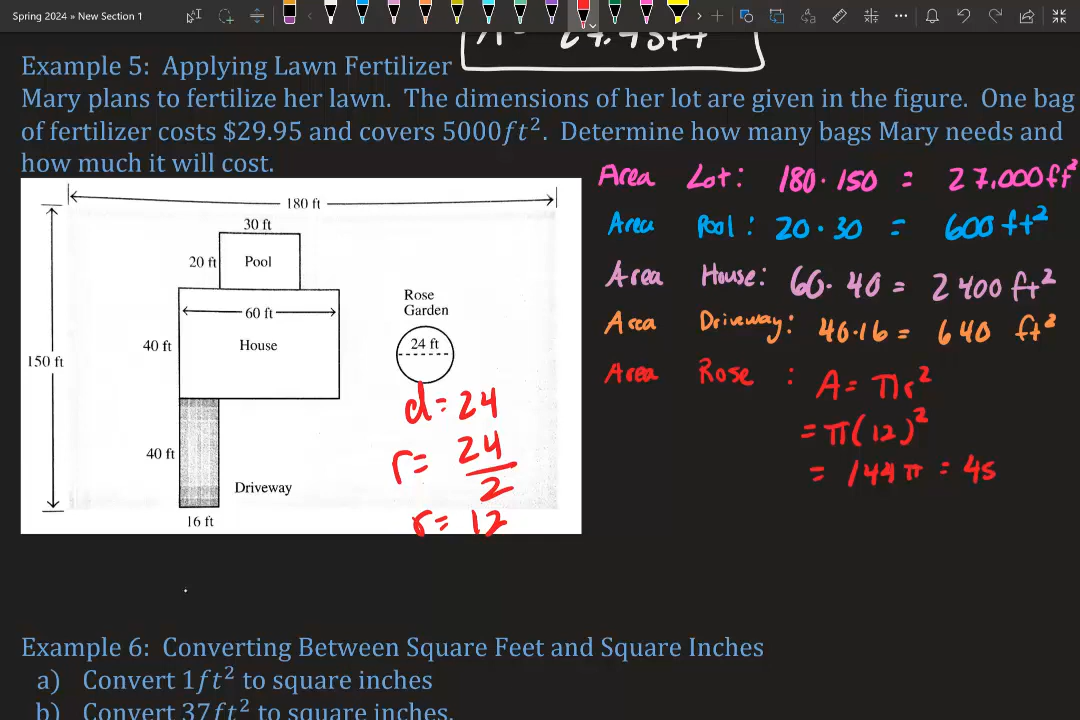 Spring 2024 » New Section 1
27.45ft
Example 5: Applying Lawn Fertilizer
Mary plans to fertilize her lawn. The dimensions of her lot are given in the figure. One bag
of fertilizer costs $29.95 and covers 5000ft². Determine how many bags Mary needs and
how much it will cost.
180 ft
30 ft
20 ft Pool
60 ft
40 ft House
150 ft
Rose
Garden
24 ft
40 ft
Driveway
16 ft
d = 24
r = 24/2
r = 12
Area Lot: 180 · 150 = 27,000 ft²
Area Pool: 20 · 30 = 600 ft²
Area House: 60 · 40 = 2400 ft²
Area Driveway: 40·16 = 640 ft²
Area Rose : A = πr²
= π(12)²
= 144π = 45
Example 6: Converting Between Square Feet and Square Inches
a) Convert 1ft² to square inches
b) Convert 37ft² to square inches.